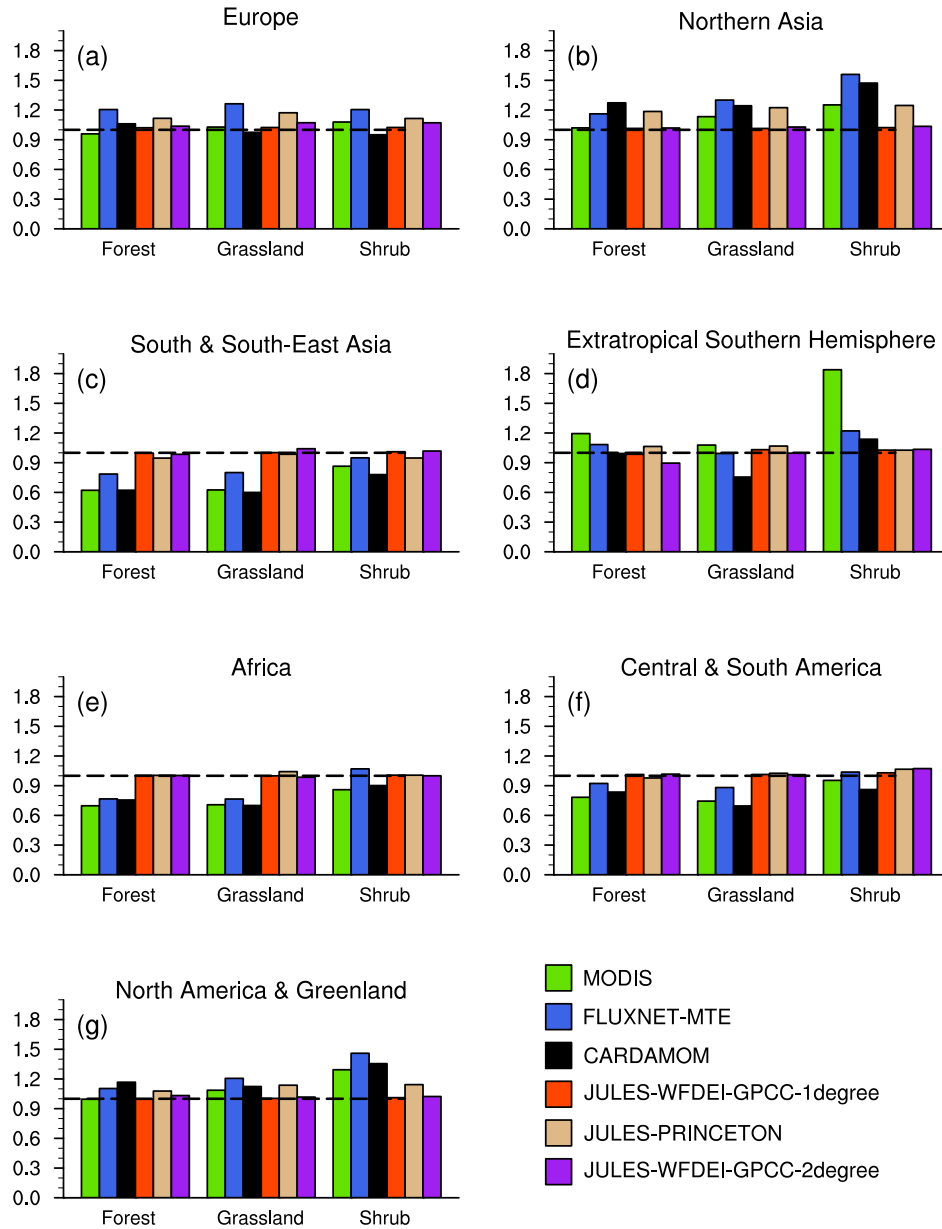 Europe
(a)
1.8
1.5
1.2
0.9
0.6
0.3
0.0
Forest Grassland Shrub
Northern Asia
(b)
1.8
1.5
1.2
0.9
0.6
0.3
0.0
Forest Grassland Shrub
South & South-East Asia
(c)
1.8
1.5
1.2
0.9
0.6
0.3
0.0
Forest Grassland Shrub
Extratropical Southern Hemisphere
(d)
1.8
1.5
1.2
0.9
0.6
0.3
0.0
Forest Grassland Shrub
Africa
(e)
1.8
1.5
1.2
0.9
0.6
0.3
0.0
Forest Grassland Shrub
Central & South America
(f)
1.8
1.5
1.2
0.9
0.6
0.3
0.0
Forest Grassland Shrub
North America & Greenland
(g)
1.8
1.5
1.2
0.9
0.6
0.3
0.0
Forest Grassland Shrub
MODIS
FLUXNET-MTE
CARDAMOM
JULES-WFDEI-GPCC-1degree
JULES-PRINCETON
JULES-WFDEI-GPCC-2degree